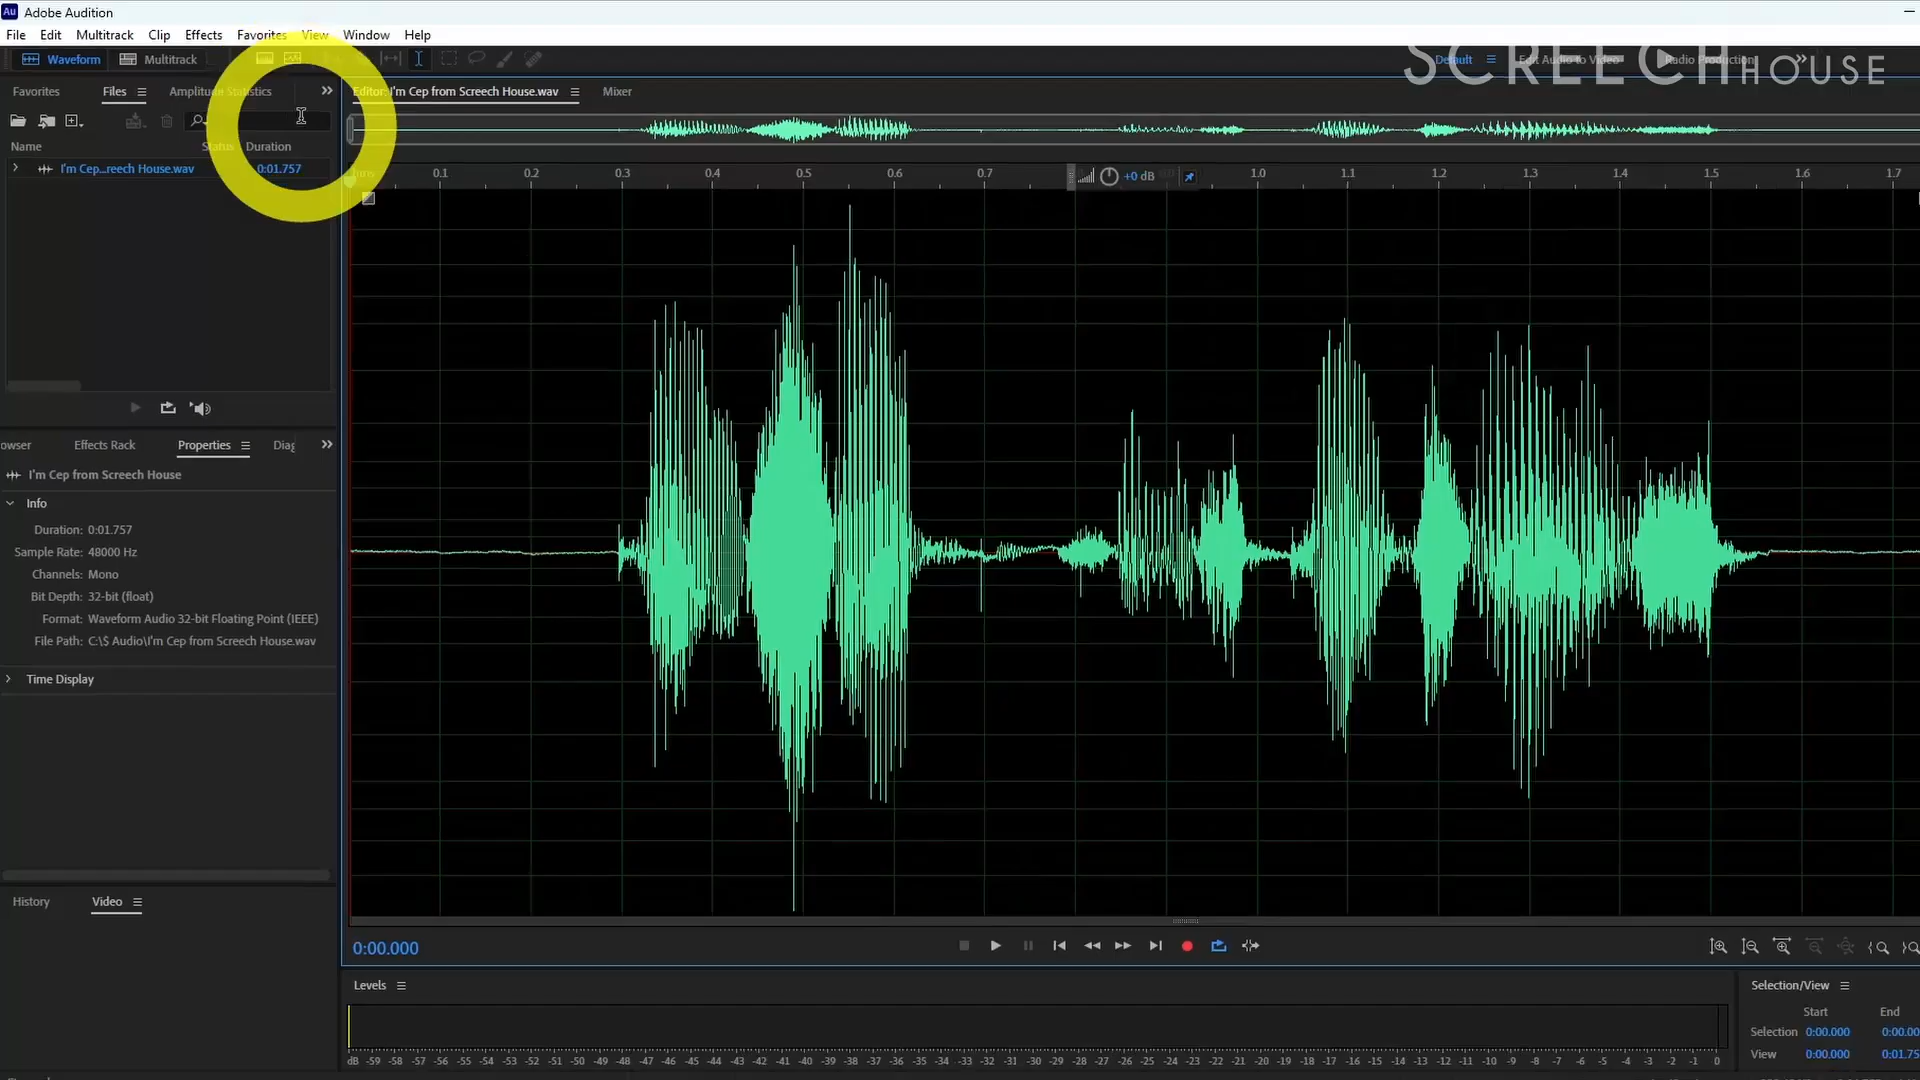 Au Adobe Audition
File Edit Multitrack Clip Effects Favorites View Window Help
Waveform Multitrack
Default Edit Audio to Video Radio Production
SCREECHHOUSE
Favorites Files Amplitude Statistics
Editor: I'm Cep from Screech House.wav Mixer
Name Status Duration
I'm Cep...reech House.wav 0:01.757
0.1 0.2 0.3 0.4 0.5 0.6 0.7 1.0 1.1 1.2 1.3 1.4 1.5 1.6 1.7
+0 dB
owser Effects Rack Properties Diag
I'm Cep from Screech House
Info
Duration: 0:01.757
Sample Rate: 48000 Hz
Channels: Mono
Bit Depth: 32-bit (float)
Format: Waveform Audio 32-bit Floating Point (IEEE)
File Path: C:\$ Audio\I'm Cep from Screech House.wav
Time Display
History Video
0:00.000
Levels
dB -59 -58 -57 -56 -55 -54 -53 -52 -51 -50 -49 -48 -47 -46 -45 -44 -43 -42 -41 -40 -39 -38 -37 -36 -35 -34 -33 -32 -31 -30 -29 -28 -27 -26 -25 -24 -23 -22 -21 -20 -19 -18 -17 -16 -15 -14 -13 -12 -11 -10 -9 -8 -7 -6 -5 -4 -3 -2 -1 0
Selection/View
Start End
Selection 0:00.000 0:00.00
View 0:00.000 0:01.75